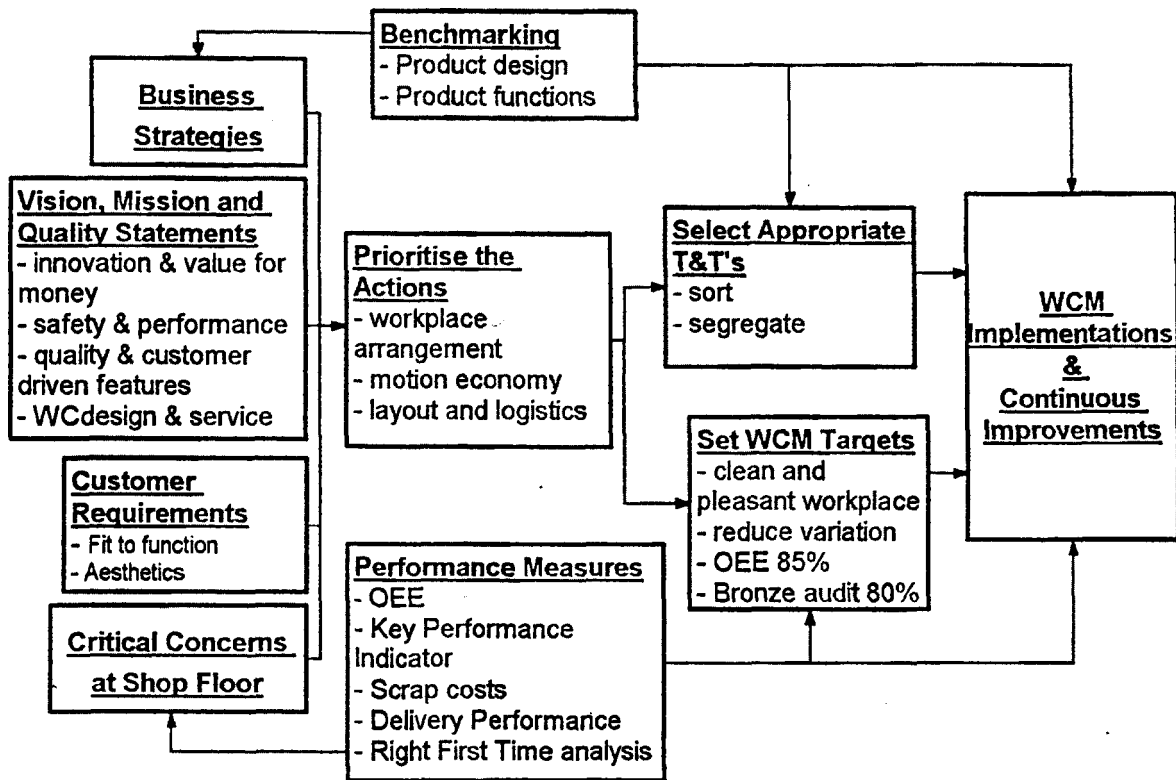 Benchmarking
- Product design
- Product functions
Business
Strategies
Vision, Mission and
Quality Statements
- innovation & value for
money
- safety & performance
- quality & customer
driven features
- WCdesign & service
Customer
Requirements
- Fit to function
- Aesthetics
Critical Concerns
at Shop Floor
Prioritise the
Actions
- workplace
arrangement
- motion economy
- layout and logistics
Performance Measures
- OEE
- Key Performance
Indicator
- Scrap costs
- Delivery Performance
- Right First Time analysis
Select Appropriate
T&T's
- sort
- segregate
Set WCM Targets
- clean and
pleasant workplace
- reduce variation
- OEE 85%
- Bronze audit 80%
WCM
Implementations
&
Continuous
Improvements